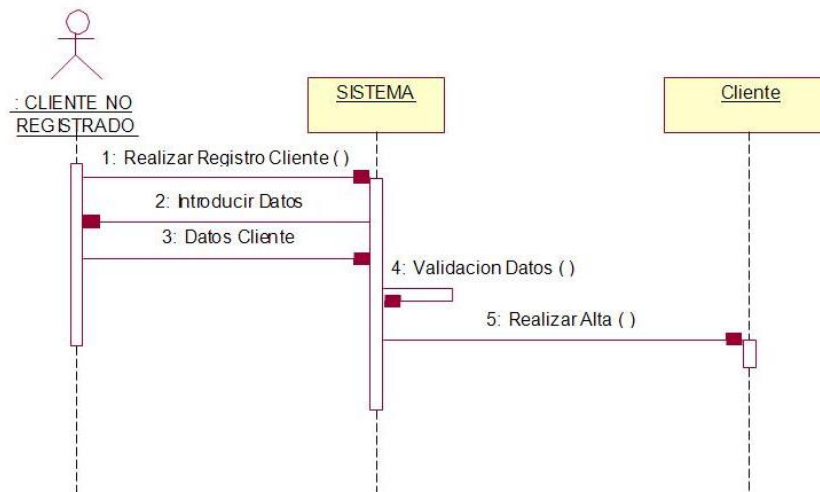 : CLIENTE NO
REGISTRADO
SISTEMA
Cliente
1: Realizar Registro Cliente ( )
2: Introducir Datos
3: Datos Cliente
4: Validacion Datos ( )
5: Realizar Alta ( )